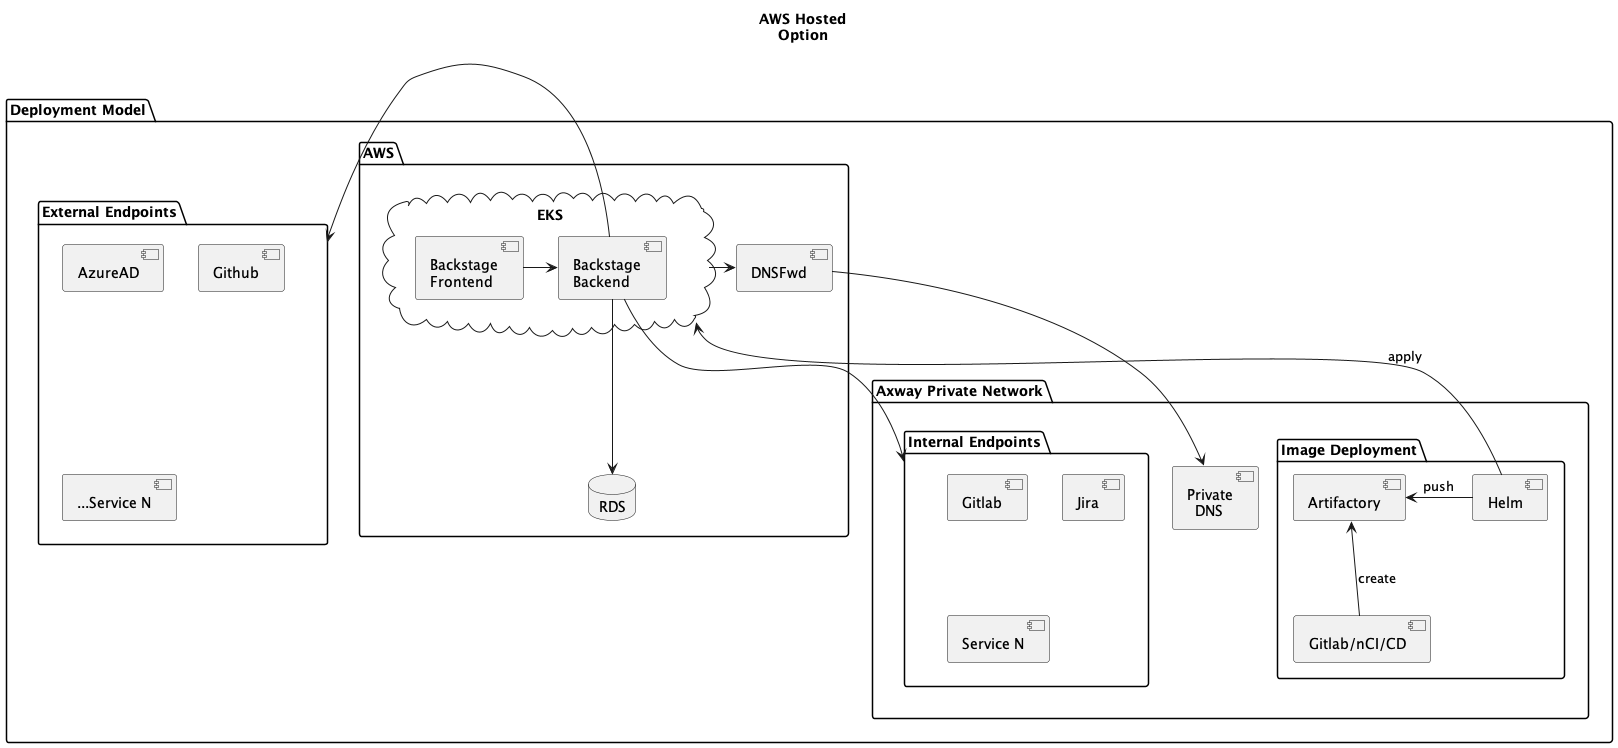 AWS Hosted
Option
Deployment Model
AWS
External Endpoints
EKS
AzureAD
Github
Backstage
Frontend
Backstage
Backend
DNSFwd
apply
Axway Private Network
Internal Endpoints
Image Deployment
...Service N
RDS
Gitlab
Jira
Private
DNS
Artifactory
push
Helm
create
Service N
Gitlab/nCI/CD